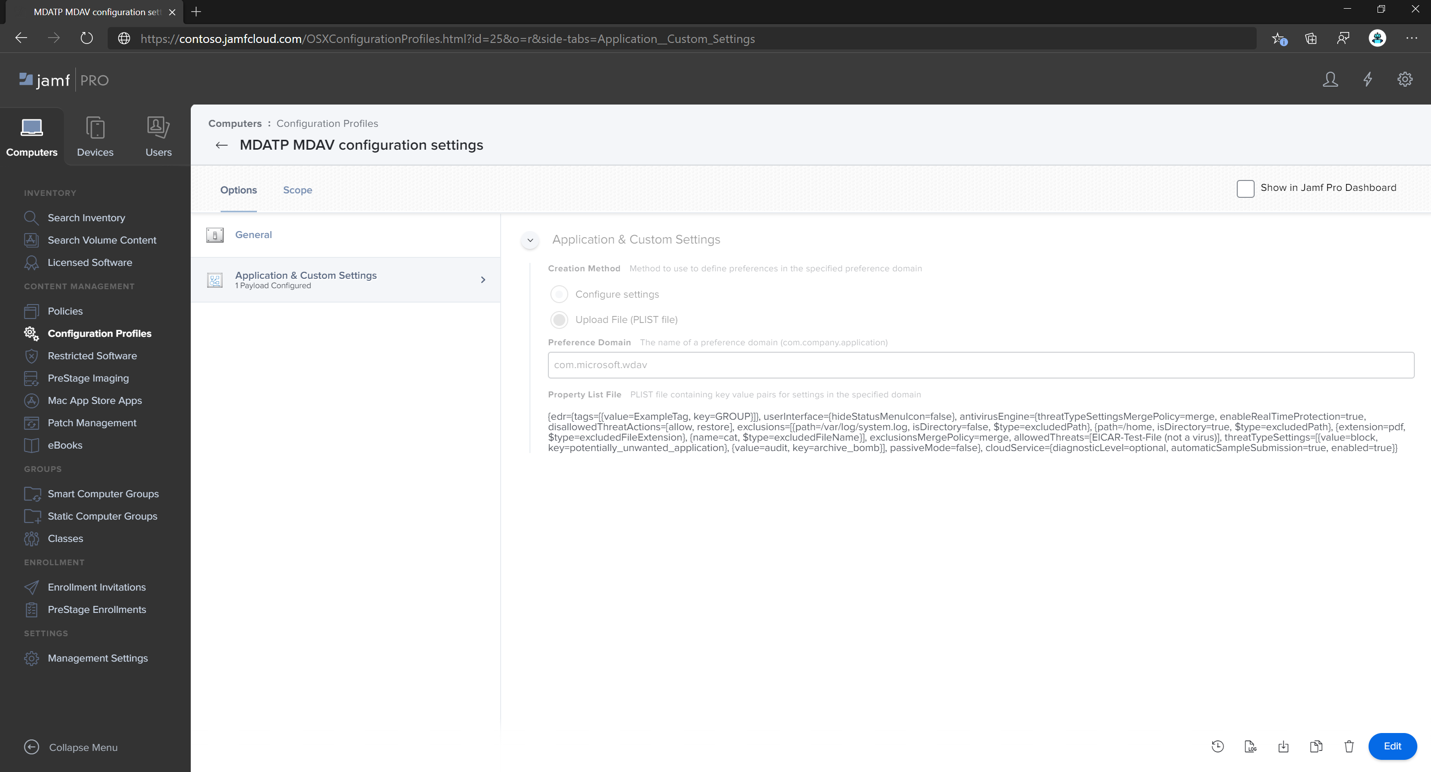 MDATP MDAV configuration sett
https://contoso.jamfcloud.com/OSXConfigurationProfiles.html?id=25&o=r&side-tabs=Application__Custom_Settings
jamf PRO
Computers
Devices
Users
Computers : Configuration Profiles
MDATP MDAV configuration settings
Options
Scope
Show in Jamf Pro Dashboard
INVENTORY
Search Inventory
Search Volume Content
Licensed Software
CONTENT MANAGEMENT
Policies
Configuration Profiles
Restricted Software
PreStage Imaging
Mac App Store Apps
Patch Management
eBooks
GROUPS
Smart Computer Groups
Static Computer Groups
Classes
ENROLLMENT
Enrollment Invitations
PreStage Enrollments
SETTINGS
Management Settings
Collapse Menu
General
Application & Custom Settings
1 Payload Configured
Application & Custom Settings
Creation Method Method to use to define preferences in the specified preference domain
Configure settings
Upload File (PLIST file)
Preference Domain The name of a preference domain (com.company.application)
com.microsoft.wdav
Property List File PLIST file containing key value pairs for settings in the specified domain
{edr={tags=[{value=ExampleTag, key=GROUP}]}, userInterface={hideStatusMenuIcon=false}, antivirusEngine={threatTypeSettingsMergePolicy=merge, enableRealTimeProtection=true,
disallowedThreatActions=[allow, restore], exclusions=[{path=/var/log/system.log, isDirectory=false, $type=excludedPath}, {path=/home, isDirectory=true, $type=excludedPath}, {extension=pdf,
$type=excludedFileExtension}, {name=cat, $type=excludedFileName}], exclusionsMergePolicy=merge, allowedThreats=[EICAR-Test-File (not a virus)], threatTypeSettings=[{value=block,
key=potentially_unwanted_application}, {value=audit, key=archive_bomb}], passiveMode=false}, cloudService={diagnosticLevel=optional, automaticSampleSubmission=true, enabled=true}}
LOG
Edit